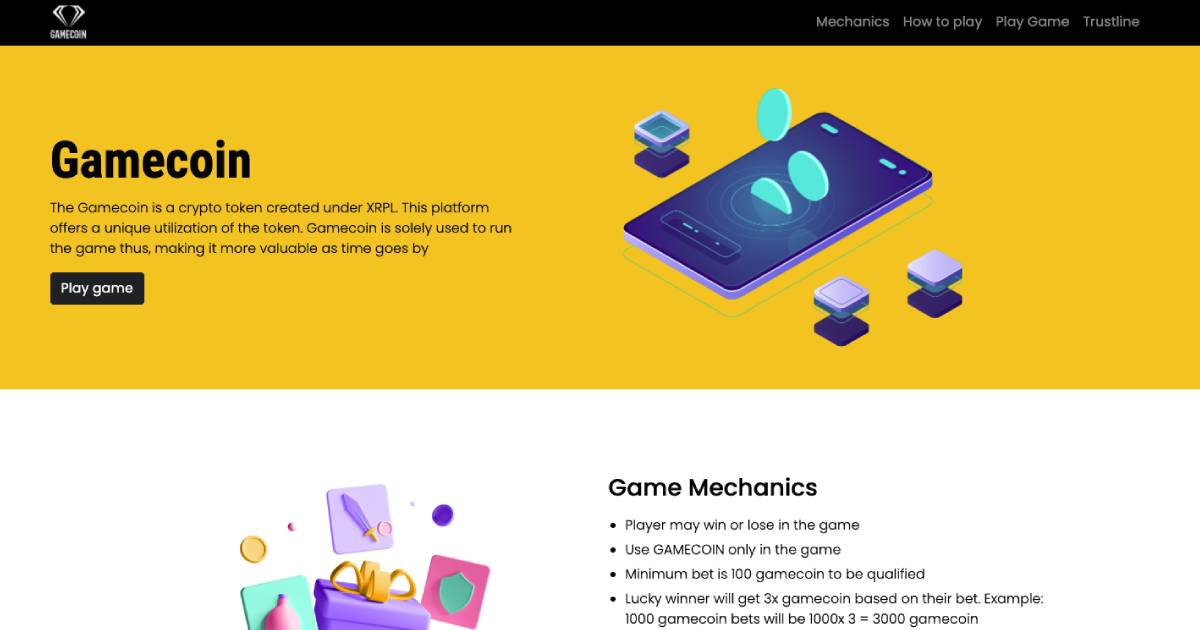 GAMECOIN
Mechanics How to play Play Game Trustline
Gamecoin
The Gamecoin is a crypto token created under XRPL. This platform
offers a unique utilization of the token. Gamecoin is solely used to run
the game thus, making it more valuable as time goes by
Play game
Game Mechanics
Player may win or lose in the game
Use GAMECOIN only in the game
Minimum bet is 100 gamecoin to be qualified
Lucky winner will get 3x gamecoin based on their bet. Example:
1000 gamecoin bets will be 1000x 3 = 3000 gamecoin